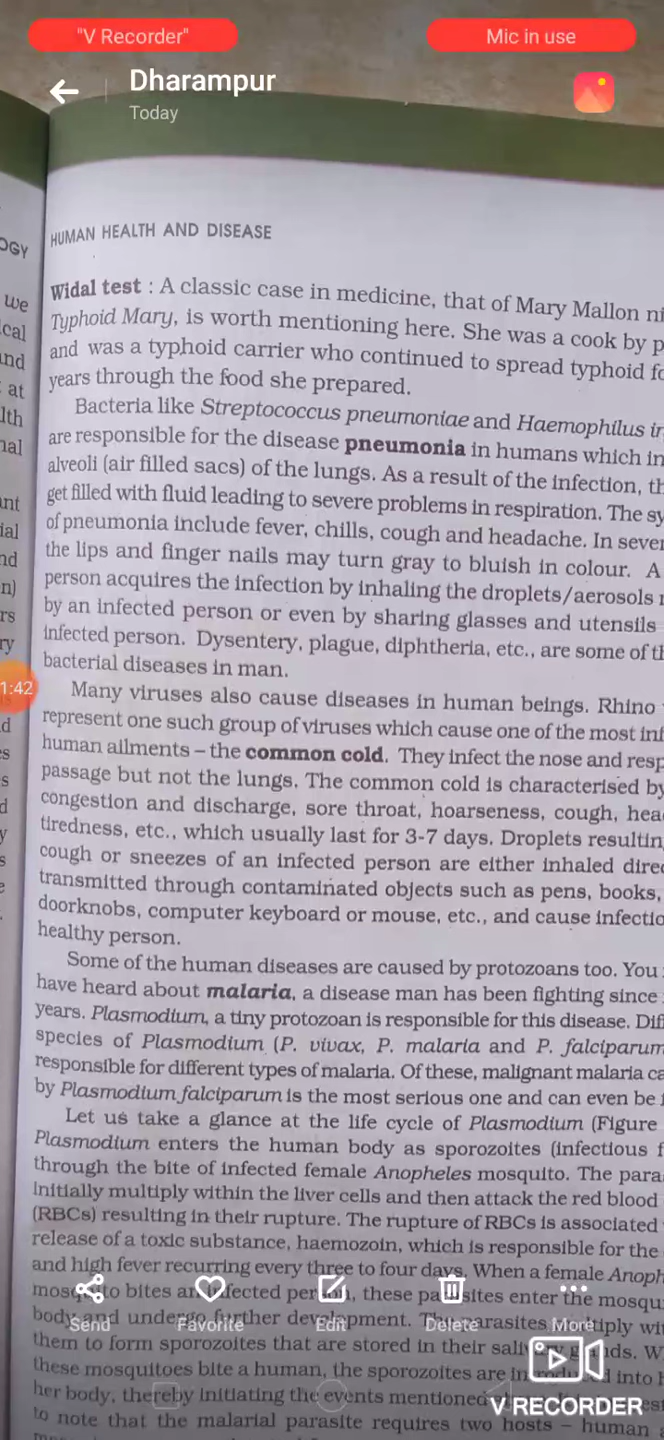 "V Recorder"
Mic in use
Dharampur
Today
OGY
HUMAN HEALTH AND DISEASE
we
Widal test : A classic case in medicine, that of Mary Mallon
Typhoid Mary, is worth mentioning here. She was a cook by
and was a typhoid carrier who continued to spread typhoid
at
years through the food she prepared.
Bacteria like Streptococcus pneumoniae and Haemophilus
are responsible for the disease pneumonia in humans which
alveoli (air filled sacs) of the lungs. As a result of the infection,
get filled with fluid leading to severe problems in respiration. The
of pneumonia include fever, chills, cough and headache. In
the lips and finger nails may turn gray to bluish in colour. A
person acquires the infection by inhaling the droplets/aerosols
by an infected person or even by sharing glasses and utensils
infected person. Dysentery, plague, diphtheria, etc., are some of
bacterial diseases in man.
1:42
Many viruses also cause diseases in human beings. Rhino
represent one such group of viruses which cause one of the most
human ailments – the common cold. They infect the nose and
passage but not the lungs. The common cold is characterised by
congestion and discharge, sore throat, hoarseness, cough,
tiredness, etc., which usually last for 3-7 days. Droplets
cough or sneezes of an infected person are either inhaled
transmitted through contaminated objects such as pens, books,
doorknobs, computer keyboard or mouse, etc., and cause
healthy person.
Some of the human diseases are caused by protozoans too. You
have heard about malaria, a disease man has been fighting since
years. Plasmodium, a tiny protozoan is responsible for this disease.
species of Plasmodium (P. vivax, P. malaria and P. falciparum
responsible for different types of malaria. Of these, malignant malaria
by Plasmodium falciparum is the most serious one and can even be
Let us take a glance at the life cycle of Plasmodium (Figure
Plasmodium enters the human body as sporozoites (infectious
through the bite of infected female Anopheles mosquito. The
initially multiply within the liver cells and then attack the red blood
(RBCs) resulting in their rupture. The rupture of RBCs is associated
release of a toxic substance, haemozoin, which is responsible for the
and high fever recurring every three to four days. When a female
mosquito bites an infected person, these parasites enter the
Send
Favorite
Edit
Delete
More
body and undergo further development. The parasites multiply
them to form sporozoites that are stored in their salivary glands.
these mosquitoes bite a human, the sporozoites are introduced into
V RECORDER
her body, thereby initiating the events mentioned
to note that the malarial parasite requires two hosts – human